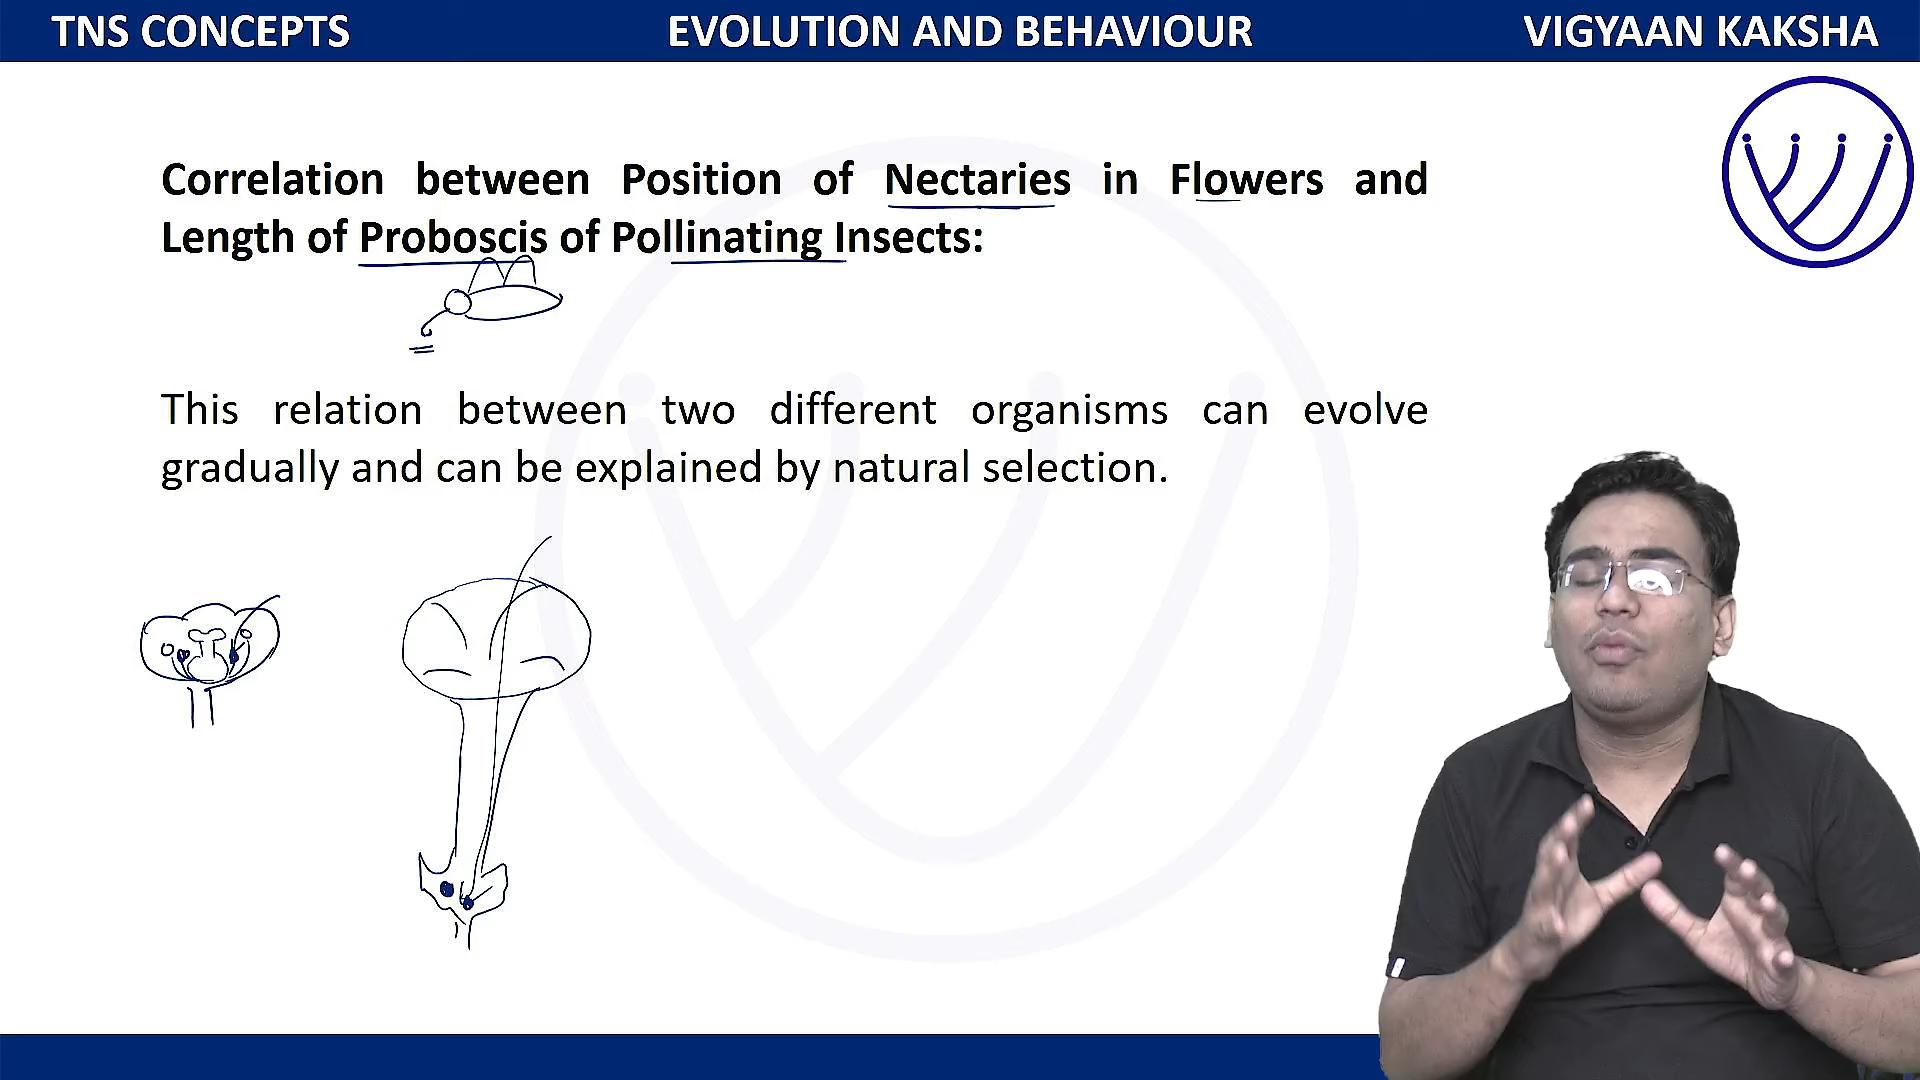 TNS CONCEPTS EVOLUTION AND BEHAVIOUR VIGYAAN KAKSHA
Correlation between Position of Nectaries in Flowers and
Length of Proboscis of Pollinating Insects:
This relation between two different organisms can evolve
gradually and can be explained by natural selection.